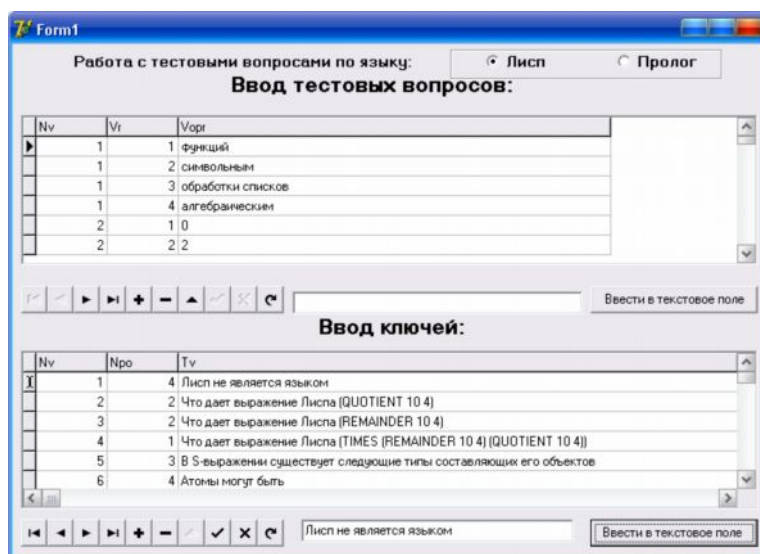 Form1
Работа с тестовыми вопросами по языку: Лисп Пролог
Ввод тестовых вопросов:
Nv Vr Vopr
1 1 функций
1 2 символьным
1 3 обработки списков
1 4 алгебраическим
2 1 0
2 2 2
Ввести в текстовое поле
Ввод ключей:
Nv Npo Tv
1 4 Лисп не является языком
2 2 Что дает выражение Лиспа (QUOTIENT 10 4)
3 2 Что дает выражение Лиспа (REMAINDER 10 4)
4 1 Что дает выражение Лиспа (TIMES (REMAINDER 10 4) (QUOTIENT 10 4))
5 3 В S-выражении существует следующие типы составляющих его объектов
6 4 Атомы могут быть
Лисп не является языком Ввести в текстовое поле